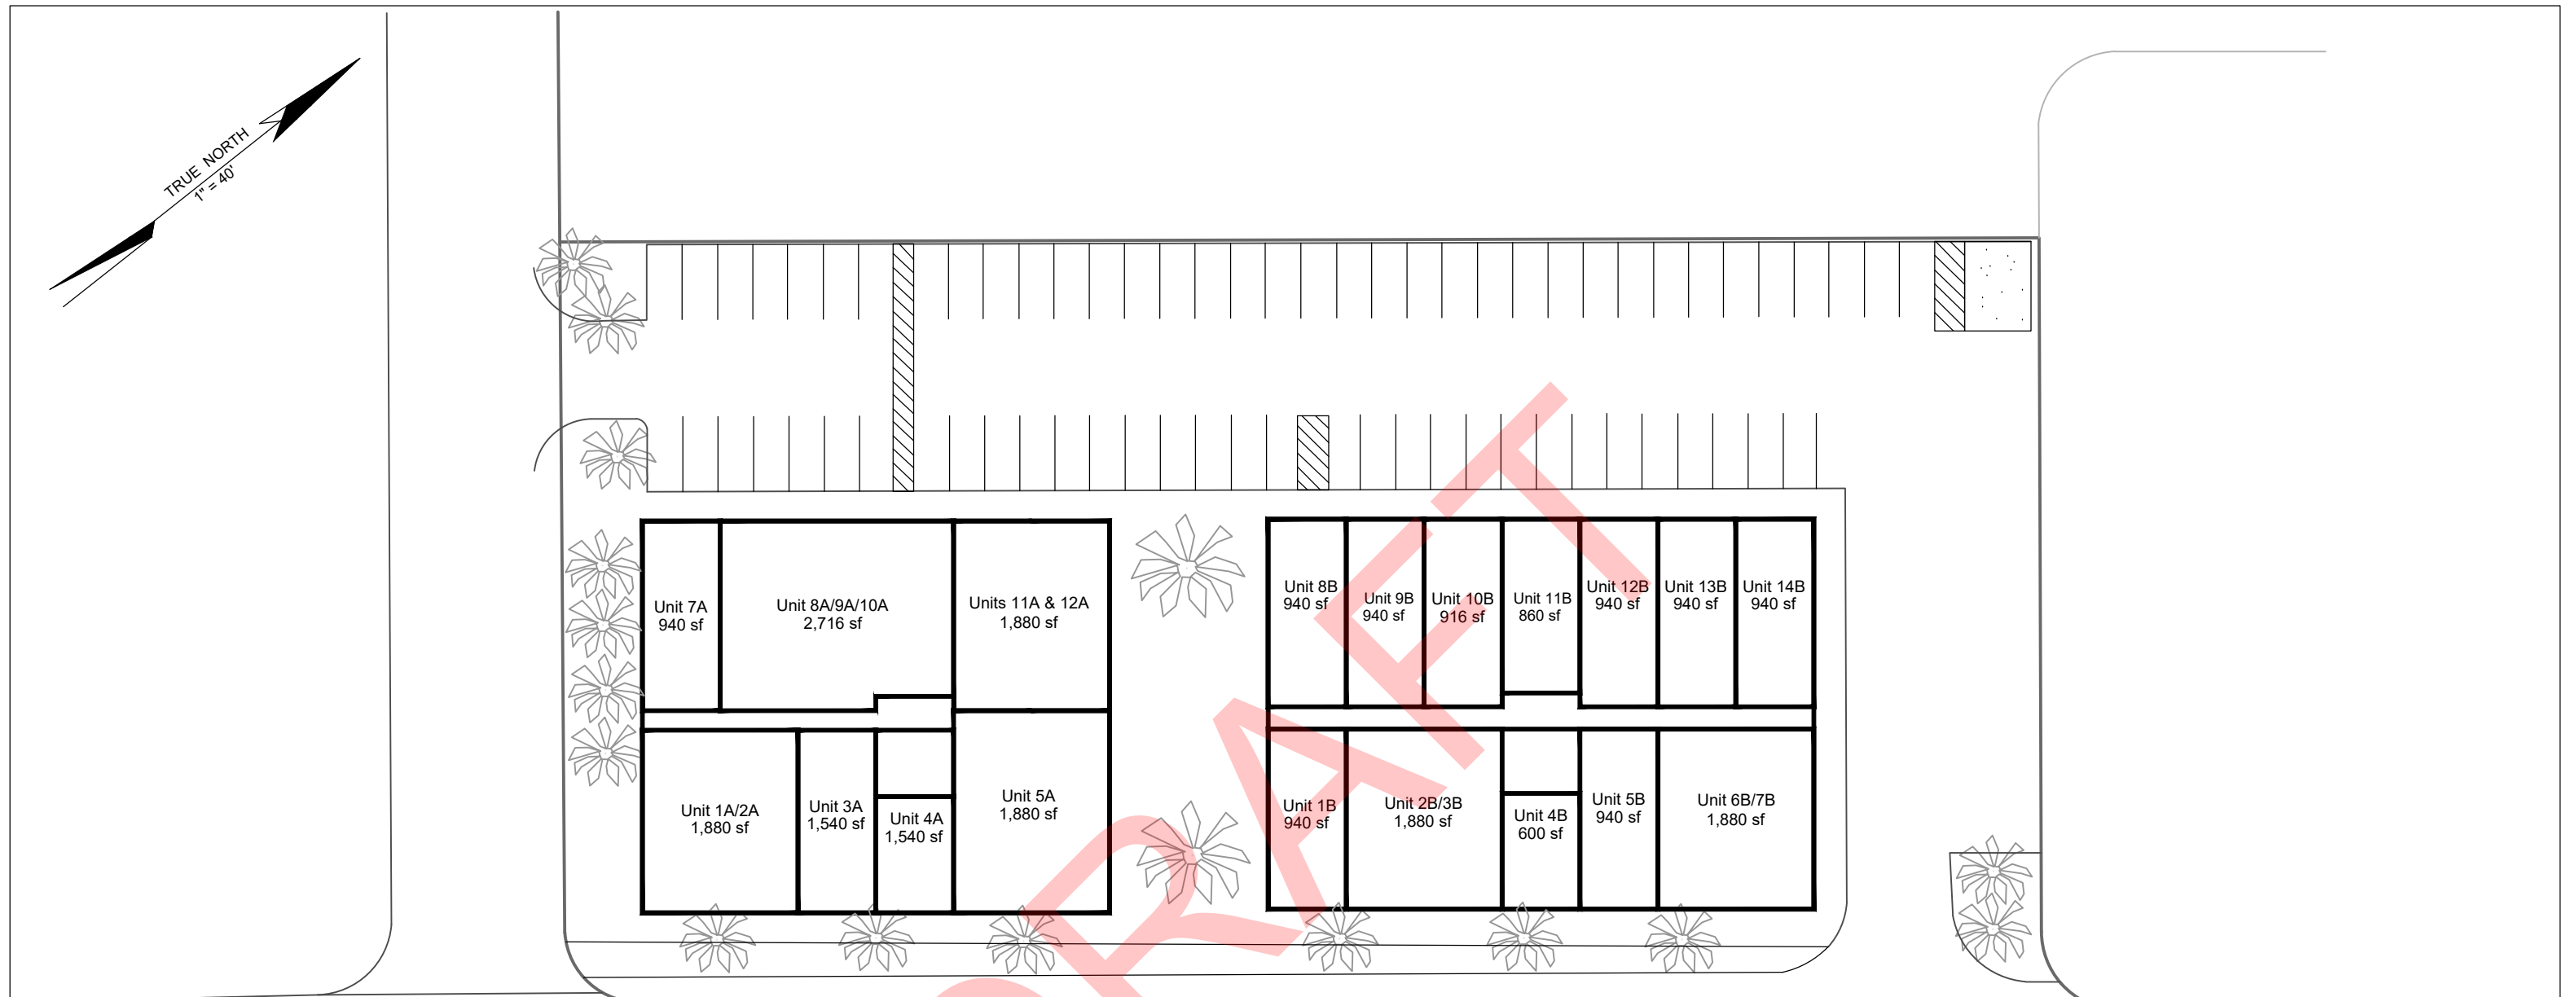 TRUE NORTH
1" = 40'
Unit 7A
940 sf
Unit 8A/9A/10A
2,716 sf
Units 11A & 12A
1,880 sf
Unit 8B
940 sf
Unit 9B
940 sf
Unit 10B
916 sf
Unit 11B
860 sf
Unit 12B
940 sf
Unit 13B
940 sf
Unit 14B
940 sf
Unit 1A/2A
1,880 sf
Unit 3A
1,540 sf
Unit 4A
1,540 sf
Unit 5A
1,880 sf
Unit 1B
940 sf
Unit 2B/3B
1,880 sf
Unit 4B
600 sf
Unit 5B
940 sf
Unit 6B/7B
1,880 sf
RAFT